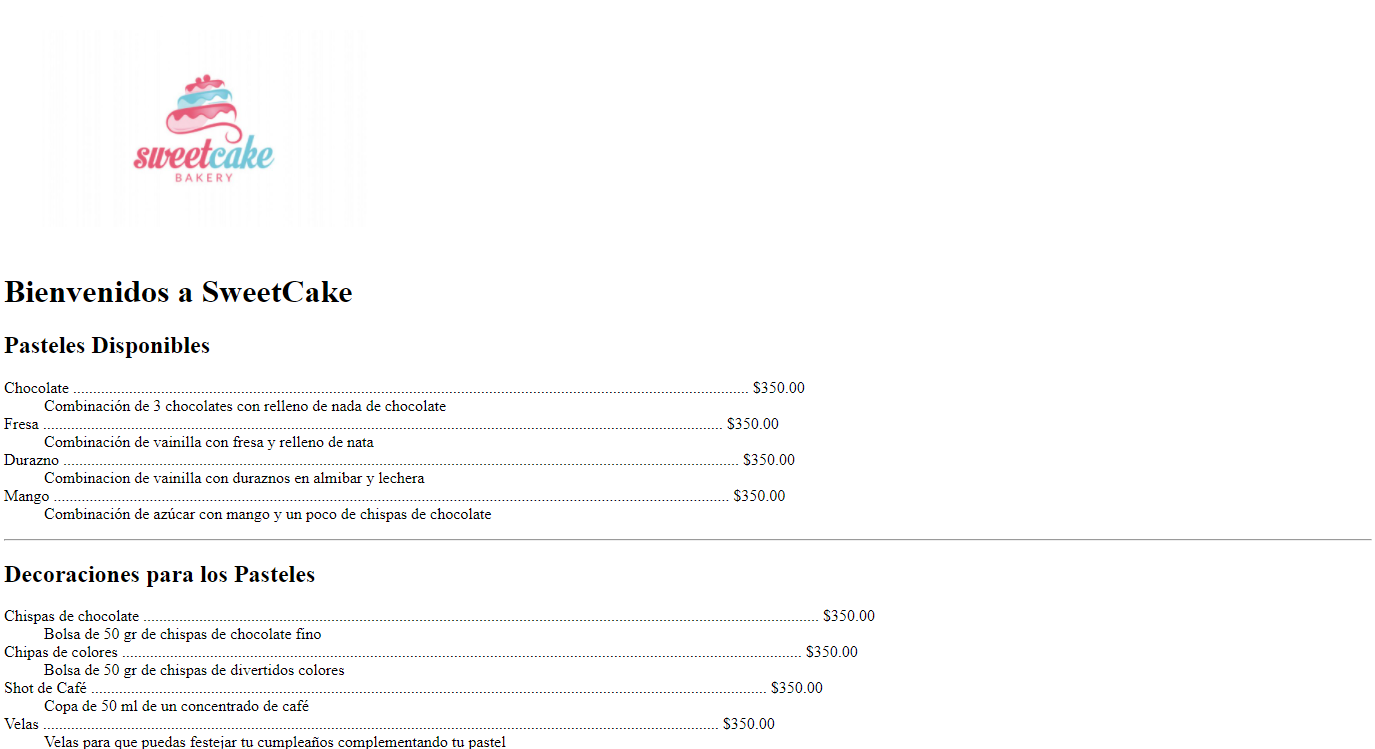 sweetcake
BAKERY
Bienvenidos a SweetCake
Pasteles Disponibles
Chocolate ........................................................................................................................................................................ $350.00
Combinación de 3 chocolates con relleno de nada de chocolate
Fresa ......................................................................................................................................................................... $350.00
Combinación de vainilla con fresa y relleno de nata
Durazno ........................................................................................................................................................................ $350.00
Combinacion de vainilla con duraznos en almibar y lechera
Mango ........................................................................................................................................................................ $350.00
Combinación de azúcar con mango y un poco de chispas de chocolate
Decoraciones para los Pasteles
Chispas de chocolate ........................................................................................................................................................................ $350.00
Bolsa de 50 gr de chispas de chocolate fino
Chipas de colores ......................................................................................................................................................................... $350.00
Bolsa de 50 gr de chispas de divertidos colores
Shot de Café ........................................................................................................................................................................ $350.00
Copa de 50 ml de un concentrado de café
Velas ........................................................................................................................................................................ $350.00
Velas para que puedas festejar tu cumpleaños complementando tu pastel